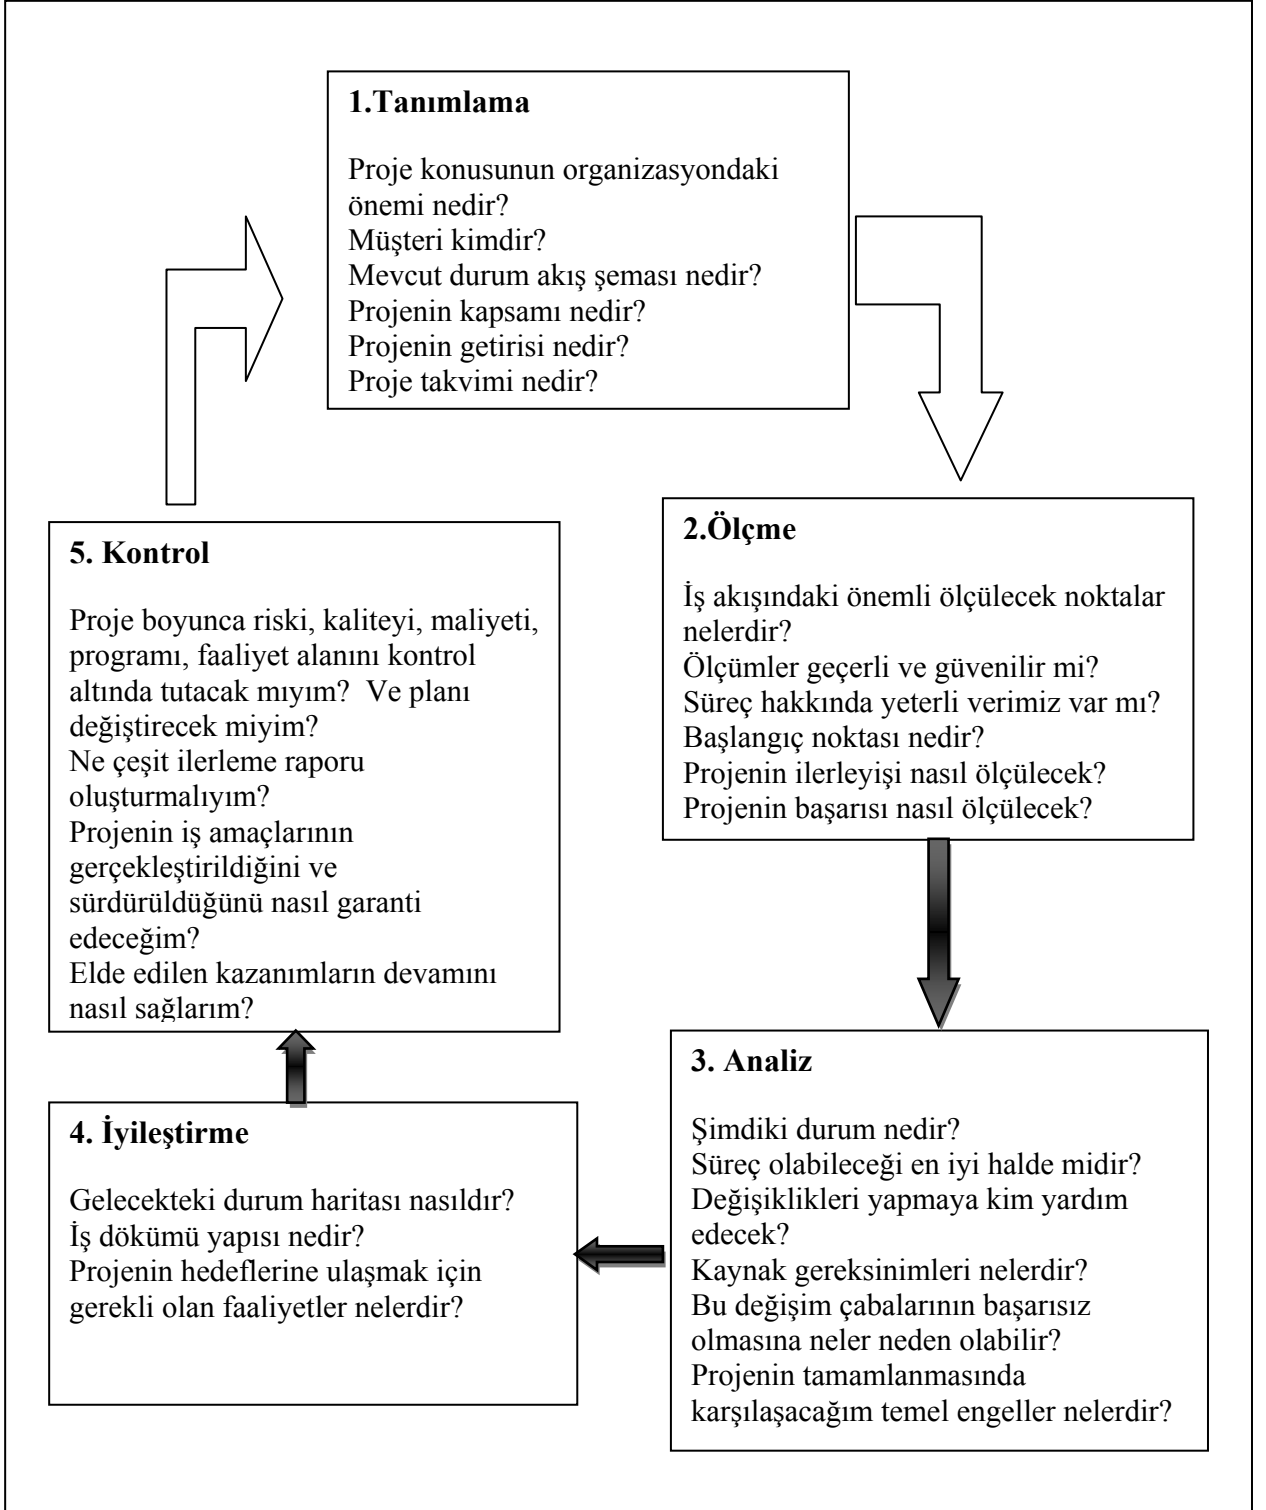 1.Tanımlama
Proje konusunun organizasyondaki
önemi nedir?
Müşteri kimdir?
Mevcut durum akış şeması nedir?
Projenin kapsamı nedir?
Projenin getirisi nedir?
Proje takvimi nedir?
2.Ölçme
İş akışındaki önemli ölçülecek noktalar
nelerdir?
Ölçümler geçerli ve güvenilir mi?
Süreç hakkında yeterli verimiz var mı?
Başlangıç noktası nedir?
Projenin ilerleyişi nasıl ölçülecek?
Projenin başarısı nasıl ölçülecek?
3. Analiz
Şimdiki durum nedir?
Süreç olabileceği en iyi halde midir?
Değişiklikleri yapmaya kim yardım
edecek?
Kaynak gereksinimleri nelerdir?
Bu değişim çabalarının başarısız
olmasına neler neden olabilir?
Projenin tamamlanmasında
karşılaşacağım temel engeller nelerdir?
4. İyileştirme
Gelecekteki durum haritası nasıldır?
İş dökümü yapısı nedir?
Projenin hedeflerine ulaşmak için
gerekli olan faaliyetler nelerdir?
5. Kontrol
Proje boyunca riski, kaliteyi, maliyeti,
programı, faaliyet alanını kontrol
altında tutacak mıyım?  Ve planı
değiştirecek miyim?
Ne çeşit ilerleme raporu
oluşturmalıyım?
Projenin iş amaçlarının
gerçekleştirildiğini ve
sürdürüldüğünü nasıl garanti
edeceğim?
Elde edilen kazanımların devamını
nasıl sağlarım?